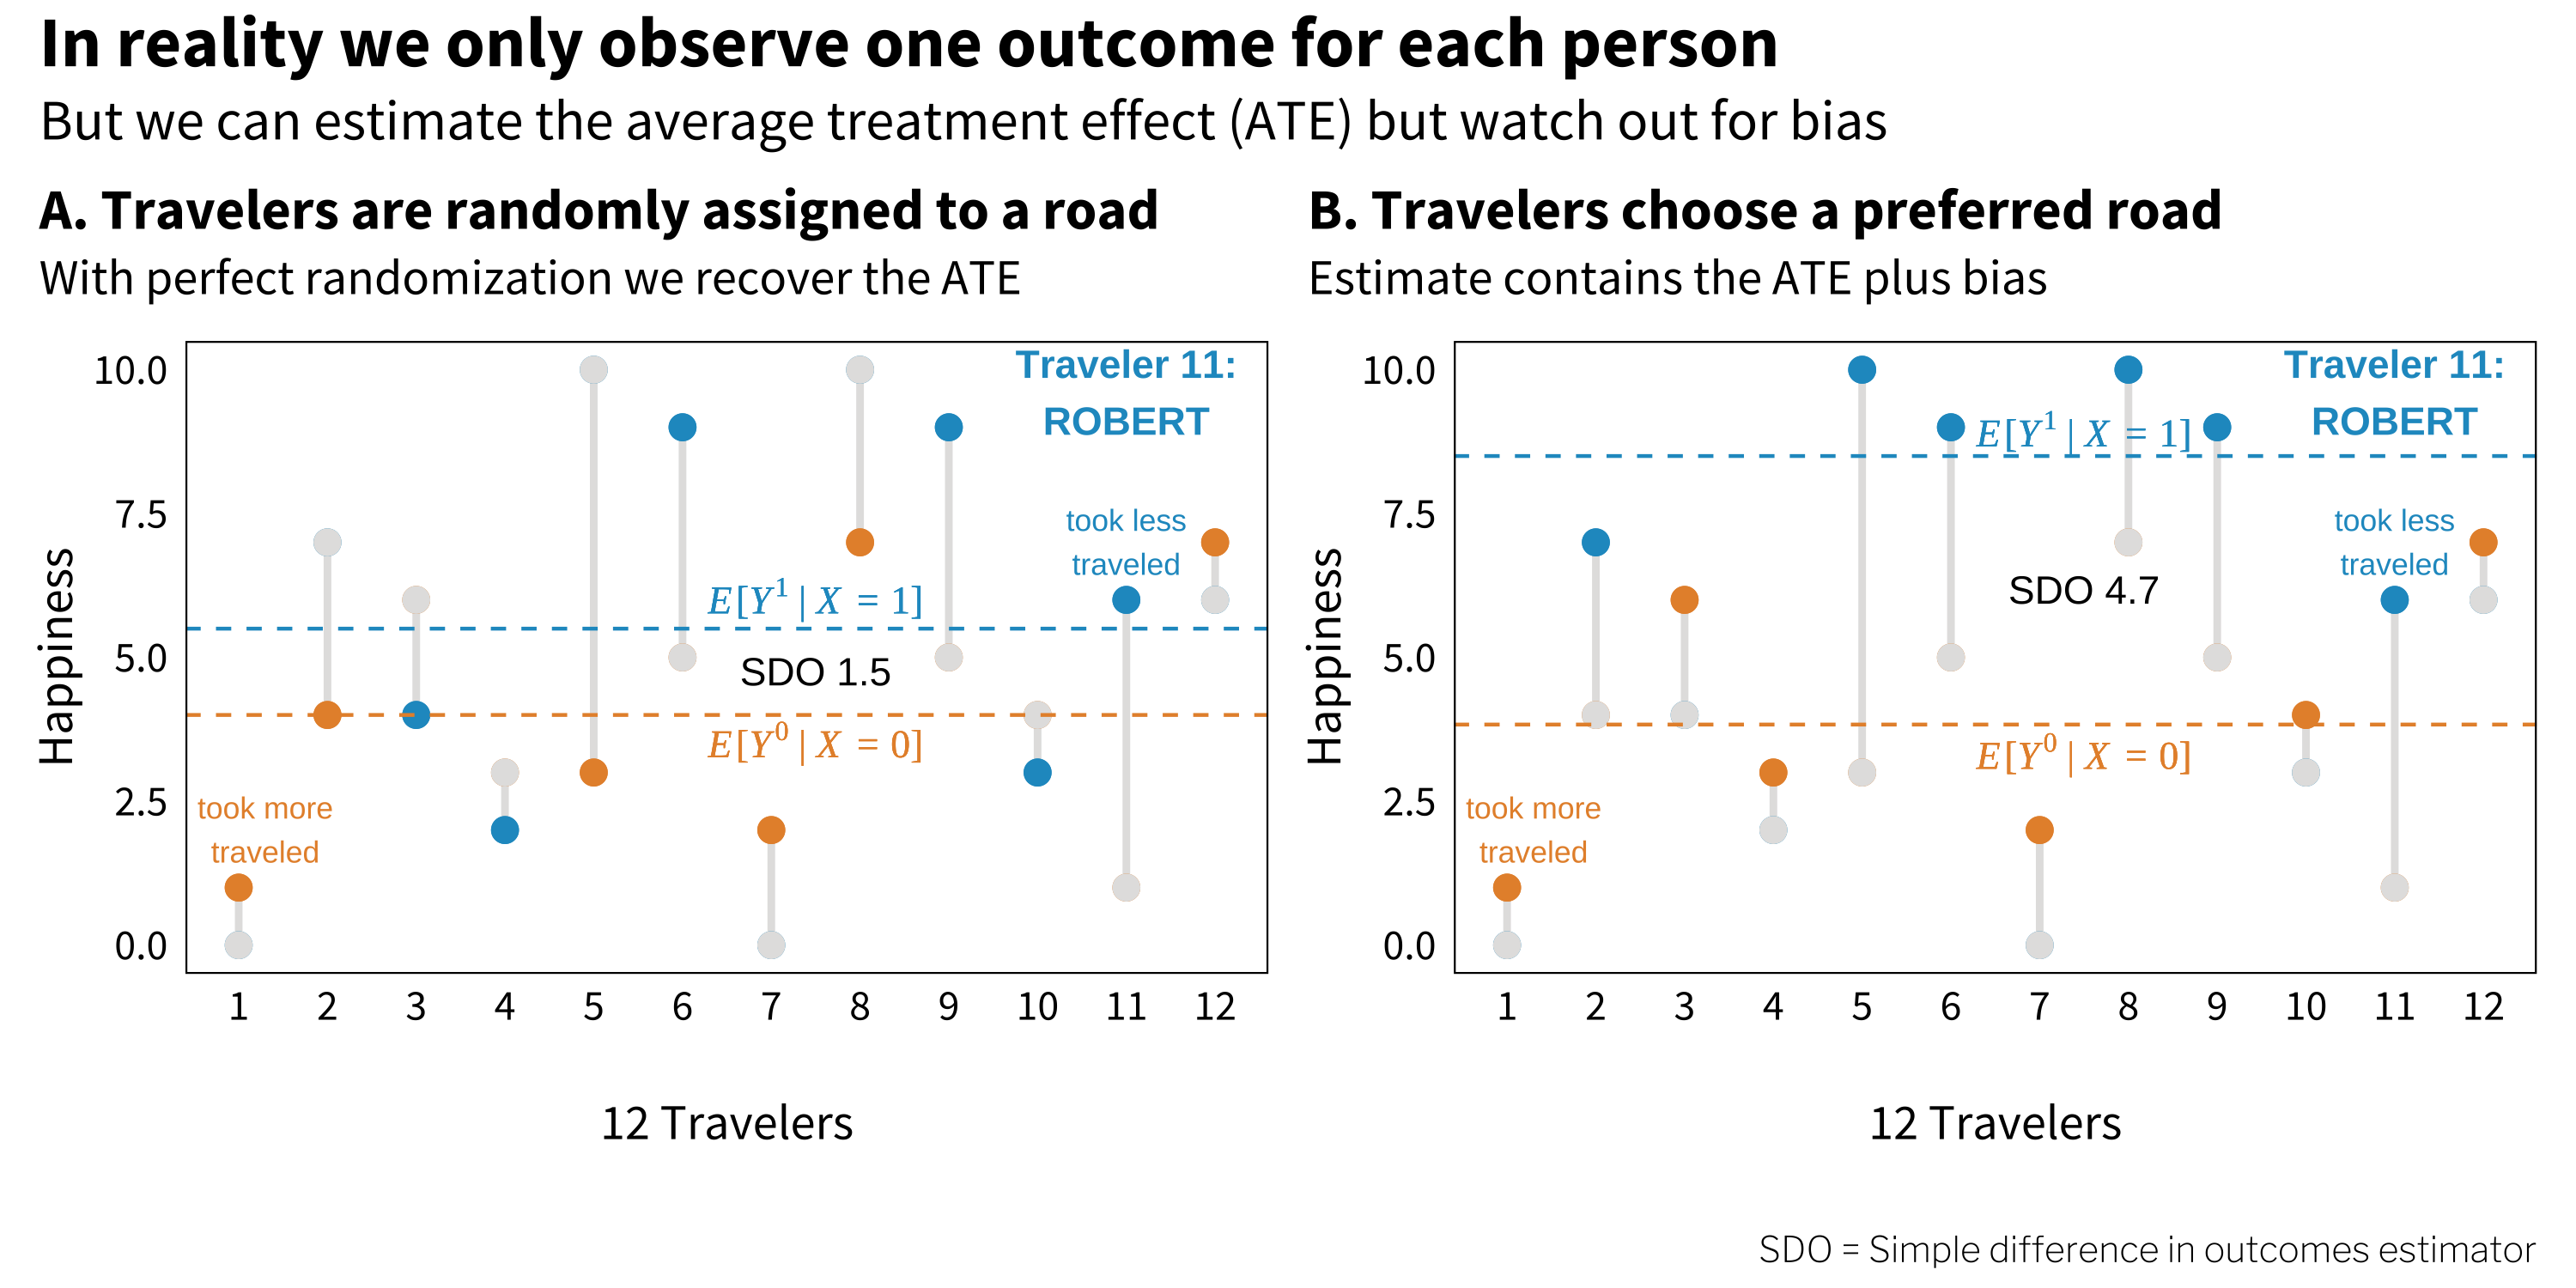 In reality we only observe one outcome for each person
But we can estimate the average treatment effect (ATE) but watch out for bias
A. Travelers are randomly assigned to a road
With perfect randomization we recover the ATE
Happiness
10.0
7.5
5.0
2.5
0.0
Traveler 11:
ROBERT
took less
traveled
E[Y¹ | X = 1]
SDO 1.5
E[Y⁰ | X = 0]
took more
traveled
1 2 3 4 5 6 7 8 9 10 11 12
12 Travelers
B. Travelers choose a preferred road
Estimate contains the ATE plus bias
Happiness
10.0
7.5
5.0
2.5
0.0
Traveler 11:
ROBERT
E[Y¹ | X = 1]
took less
traveled
SDO 4.7
E[Y⁰ | X = 0]
took more
traveled
1 2 3 4 5 6 7 8 9 10 11 12
12 Travelers
SDO = Simple difference in outcomes estimator